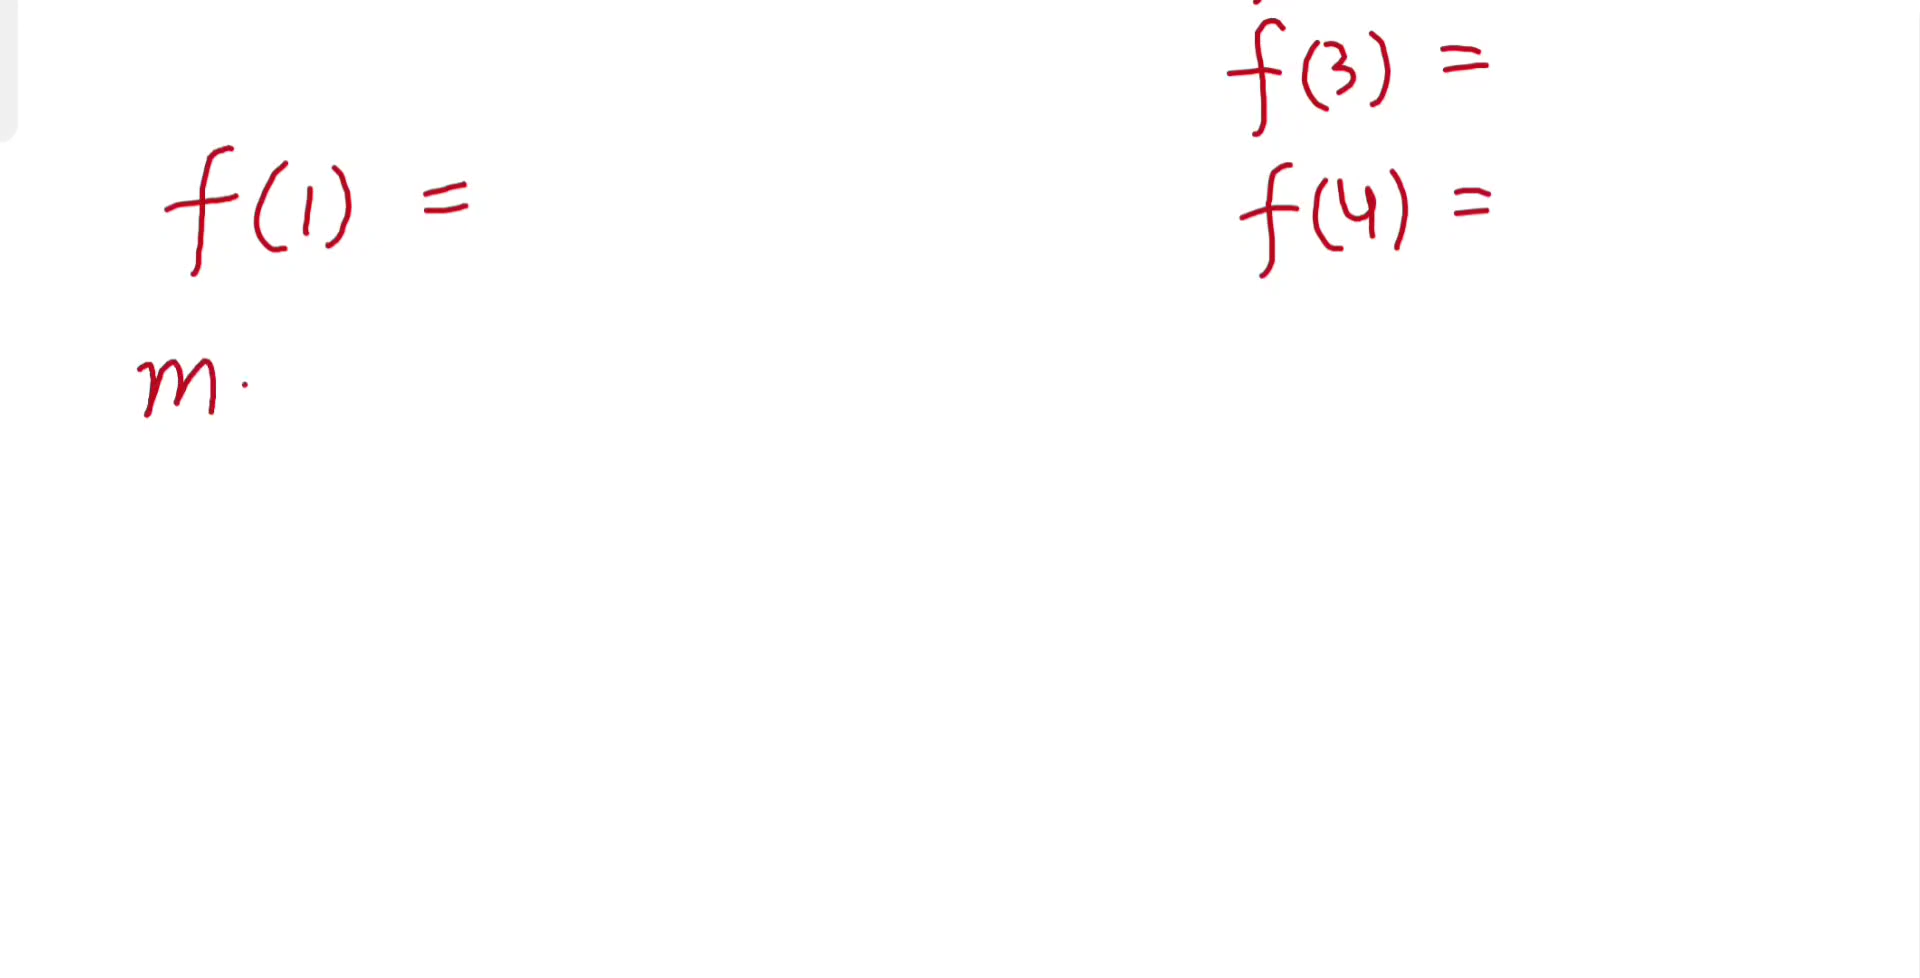 f(3) =
f(1) =
f(4) =
m.